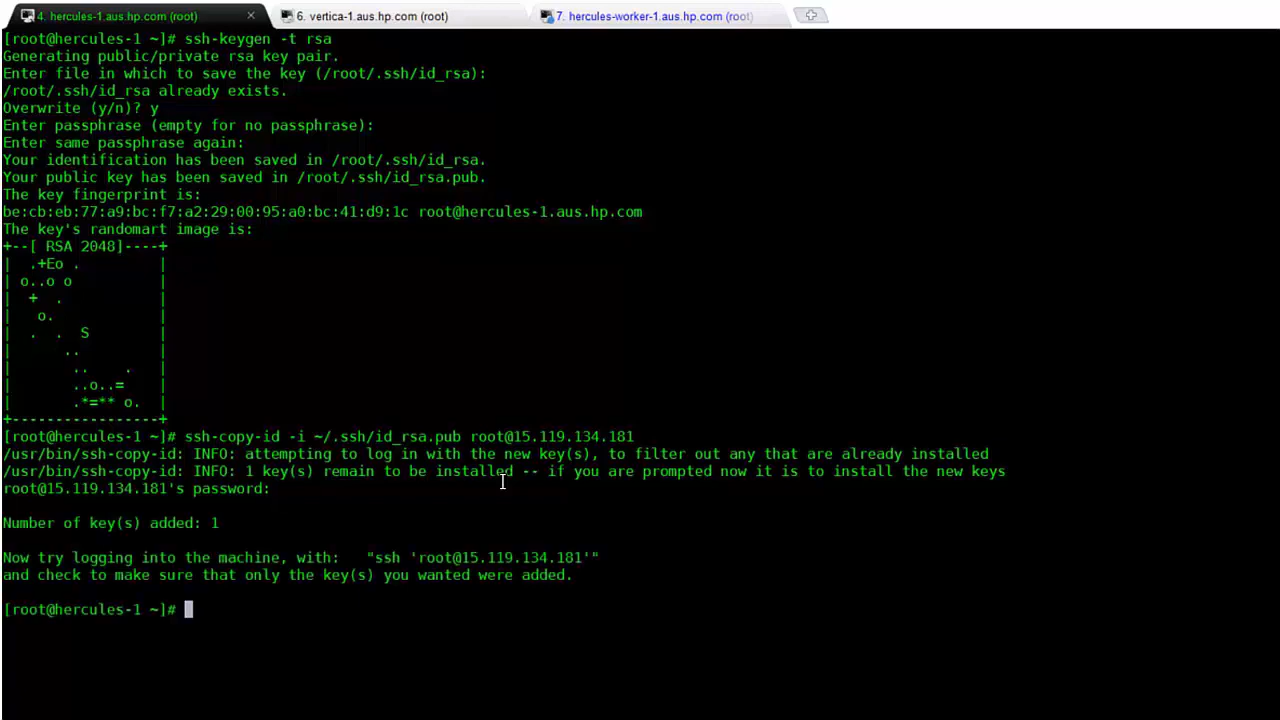 4. hercules-1.aus.hp.com (root)
6. vertica-1.aus.hp.com (root)
7. hercules-worker-1.aus.hp.com (root)
[root@hercules-1 ~]# ssh-keygen -t rsa
Generating public/private rsa key pair.
Enter file in which to save the key (/root/.ssh/id_rsa):
/root/.ssh/id_rsa already exists.
Overwrite (y/n)? y
Enter passphrase (empty for no passphrase):
Enter same passphrase again:
Your identification has been saved in /root/.ssh/id_rsa.
Your public key has been saved in /root/.ssh/id_rsa.pub.
The key fingerprint is:
be:cb:eb:77:a9:bc:f7:a2:29:00:95:a0:bc:41:d9:1c root@hercules-1.aus.hp.com
The key's randomart image is:
+--[ RSA 2048]----+
|  .+Eo .         |
| o..o o          |
|  +  .           |
|   o.            |
|  .  .  S        |
|      ..         |
|       ..    .   |
|       ..o..=    |
|       .*=** o.  |
+-----------------+
[root@hercules-1 ~]# ssh-copy-id -i ~/.ssh/id_rsa.pub root@15.119.134.181
/usr/bin/ssh-copy-id: INFO: attempting to log in with the new key(s), to filter out any that are already installed
/usr/bin/ssh-copy-id: INFO: 1 key(s) remain to be installed -- if you are prompted now it is to install the new keys
root@15.119.134.181's password:
Number of key(s) added: 1
Now try logging into the machine, with:   "ssh 'root@15.119.134.181'"
and check to make sure that only the key(s) you wanted were added.
[root@hercules-1 ~]#